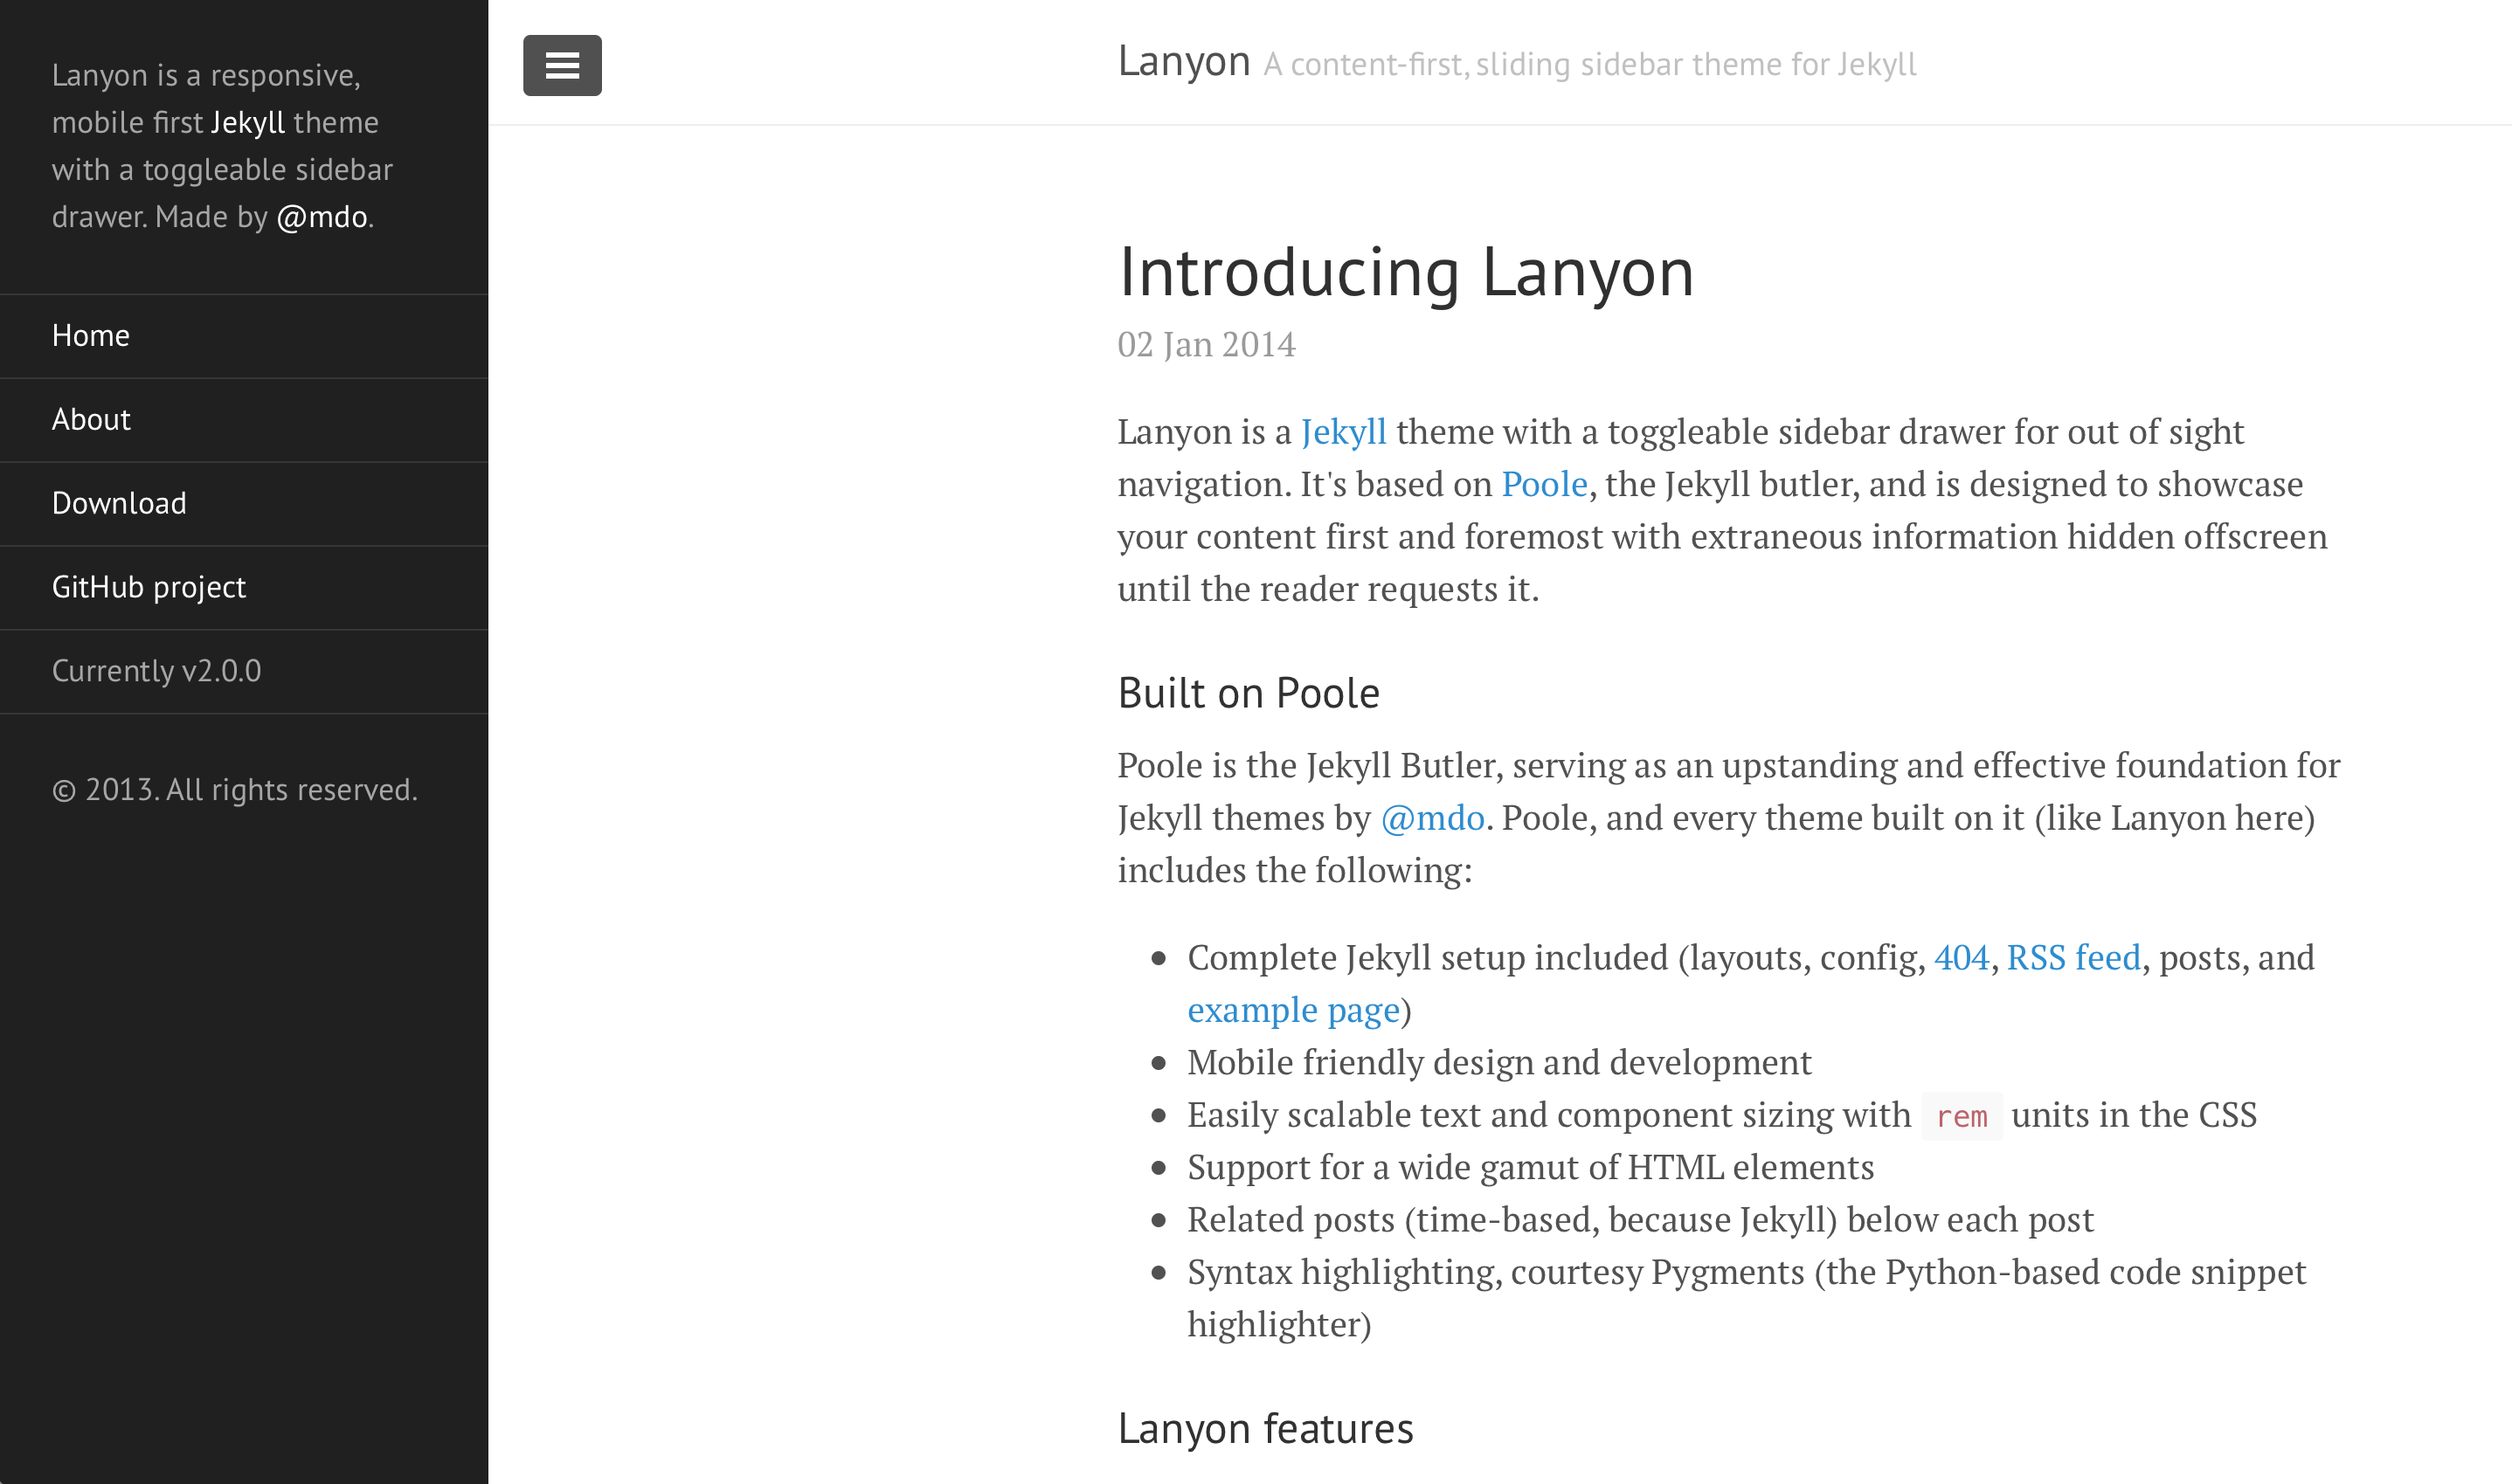 Lanyon is a responsive,
mobile first Jekyll theme
with a toggleable sidebar
drawer. Made by @mdo.
Home
About
Download
GitHub project
Currently v2.0.0
© 2013. All rights reserved.
Lanyon A content-first, sliding sidebar theme for Jekyll
Introducing Lanyon
02 Jan 2014
Lanyon is a Jekyll theme with a toggleable sidebar drawer for out of sight
navigation. It's based on Poole, the Jekyll butler, and is designed to showcase
your content first and foremost with extraneous information hidden offscreen
until the reader requests it.
Built on Poole
Poole is the Jekyll Butler, serving as an upstanding and effective foundation for
Jekyll themes by @mdo. Poole, and every theme built on it (like Lanyon here)
includes the following:
• Complete Jekyll setup included (layouts, config, 404, RSS feed, posts, and
example page)
• Mobile friendly design and development
• Easily scalable text and component sizing with rem units in the CSS
• Support for a wide gamut of HTML elements
• Related posts (time-based, because Jekyll) below each post
• Syntax highlighting, courtesy Pygments (the Python-based code snippet
highlighter)
Lanyon features